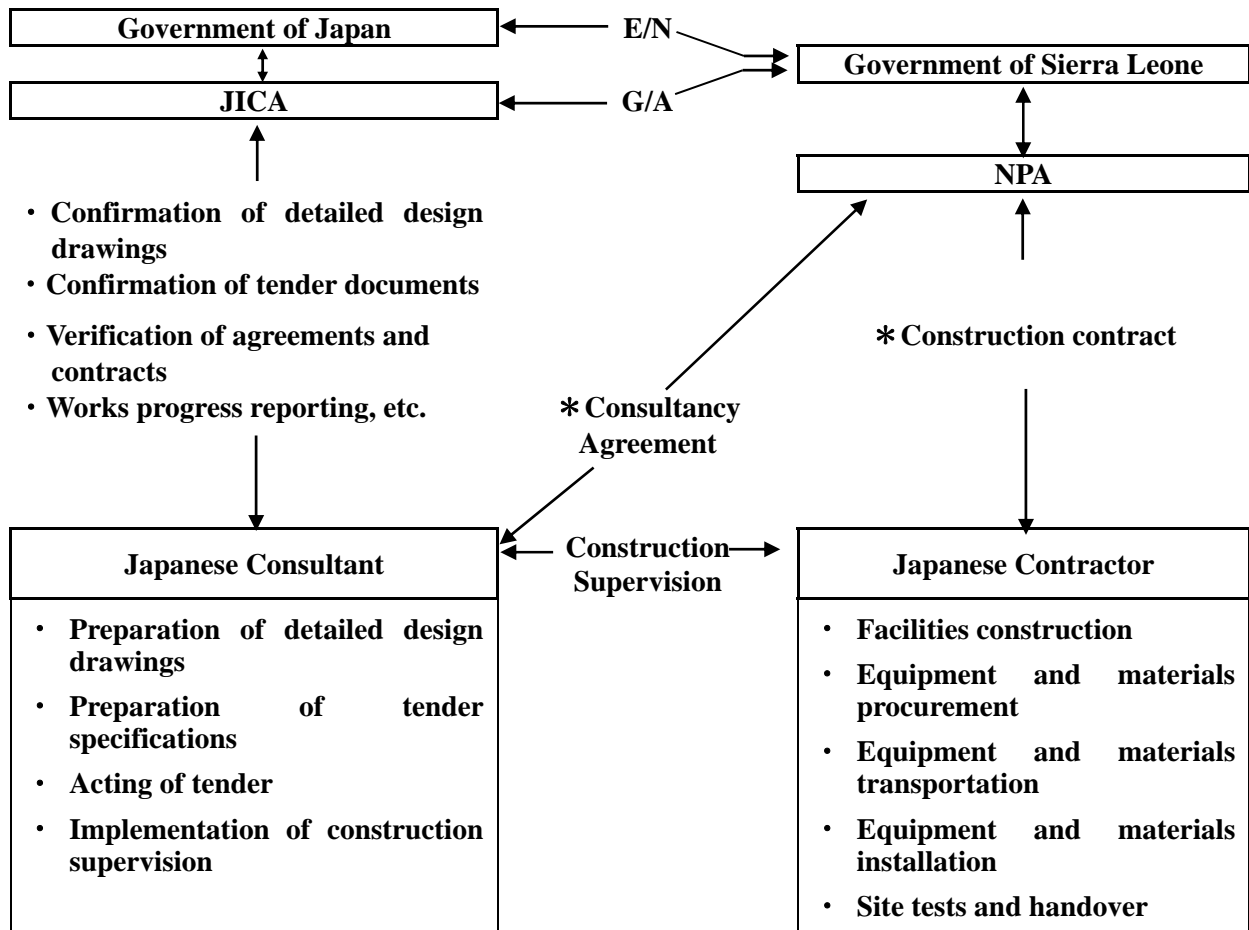 Government of Japan
E/N
Government of Sierra Leone
JICA
G/A
NPA
・ Confirmation of detailed design
drawings
・ Confirmation of tender documents
・ Verification of agreements and
contracts
・ Works progress reporting, etc.
＊Construction contract
＊Consultancy
Agreement
Japanese Consultant
Construction
Supervision
Japanese Contractor
・ Preparation of detailed design
drawings
・ Preparation of tender
specifications
・ Acting of tender
・ Implementation of construction
supervision
・ Facilities construction
・ Equipment and materials
procurement
・ Equipment and materials
transportation
・ Equipment and materials
installation
・ Site tests and handover